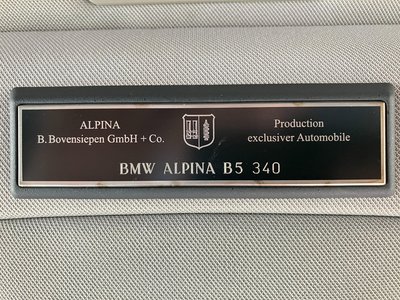 ALPINA
B. Bovensiepen GmbH + Co.
Production
exclusiver Automobile
BMW ALPINA B5 340